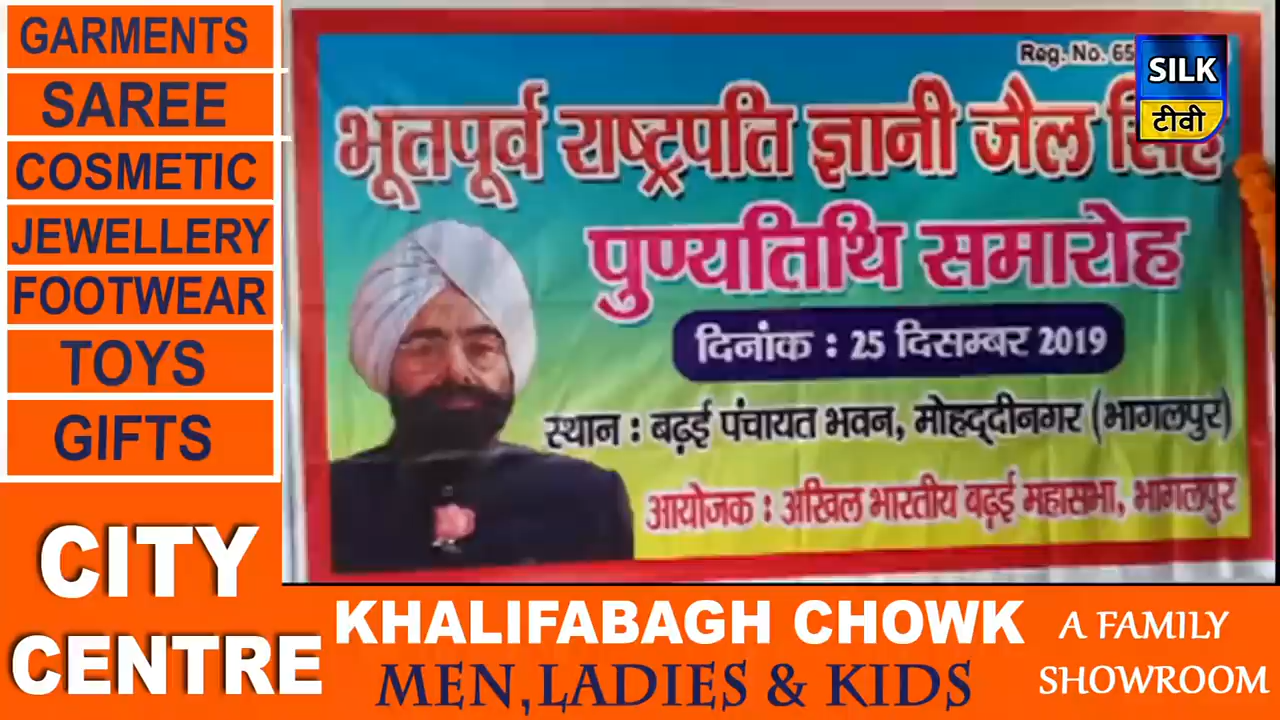 GARMENTS
SAREE
COSMETIC
JEWELLERY
FOOTWEAR
TOYS
GIFTS
CITY
CENTRE
Reg. No. 65
SILK
टीवी
भूतपूर्व राष्ट्रपति ज्ञानी जैल सिंह
पुण्यतिथि समारोह
दिनांक : 25 दिसम्बर 2019
स्थान : बढ़ई पंचायत भवन, मोहद्दीनगर (भागलपुर)
आयोजक : अखिल भारतीय बढ़ई महासभा, भागलपुर
KHALIFABAGH CHOWK
MEN,LADIES & KIDS
A FAMILY
SHOWROOM